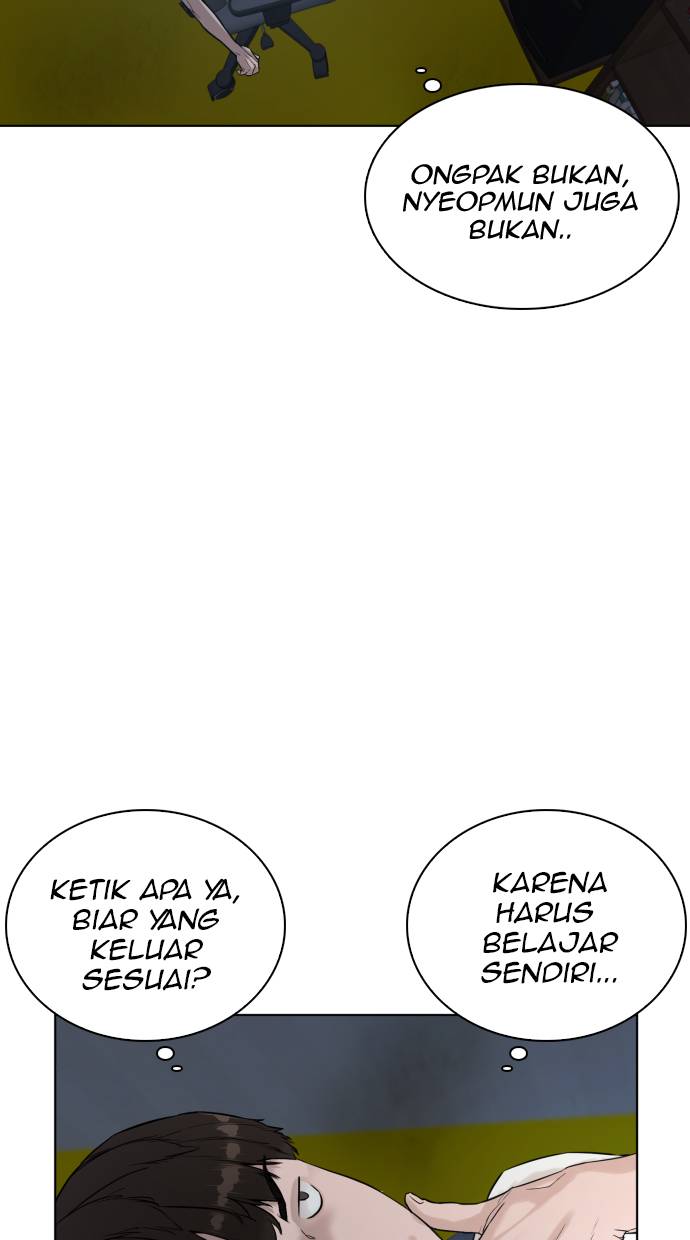 ONGPAK BUKAN,
NYEOPMUN JUGA
BUKAN..
KETIK APA YA,
BIAR YANG
KELUAR
SESUAI?
KARENA
HARUS
BELAJAR
SENDIRI...